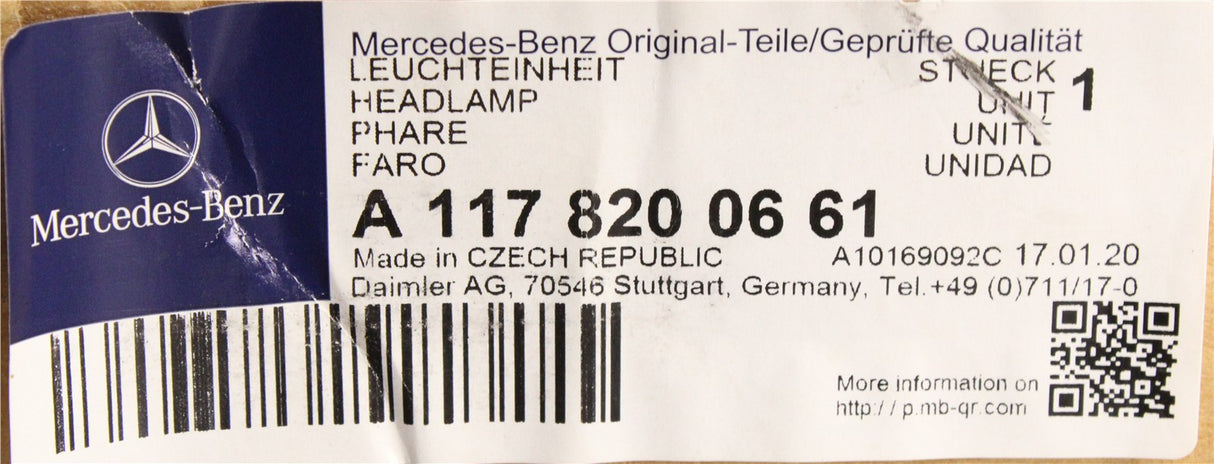 Mercedes-Benz
Mercedes-Benz Original-Teile/Geprüfte Qualität
LEUCHTEINHEIT STUECK 1
HEADLAMP UNIT
PHARE UNITE
FARO UNIDAD
A 117 820 06 61
Made in CZECH REPUBLIC A10169092C 17.01.20
Daimler AG, 70546 Stuttgart, Germany, Tel.+49 (0)711/17-0
More information on
http://p.mb-qr.com